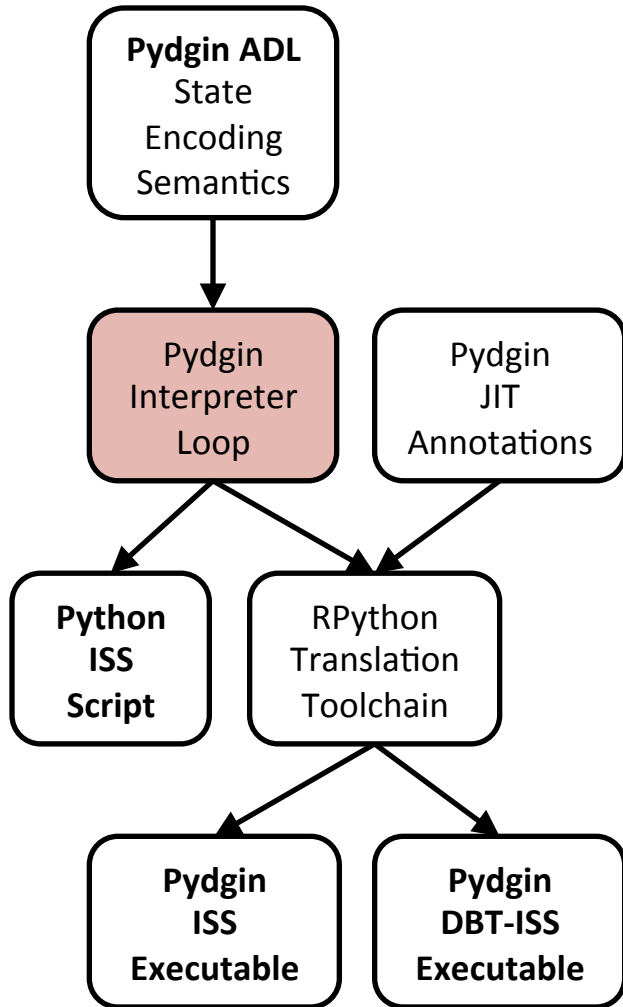 Pydgin ADL
State
Encoding
Semantics
Pydgin
Interpreter
Loop
Pydgin
JIT
Annotations
Python
ISS
Script
RPython
Translation
Toolchain
Pydgin
ISS
Executable
Pydgin
DBT-ISS
Executable